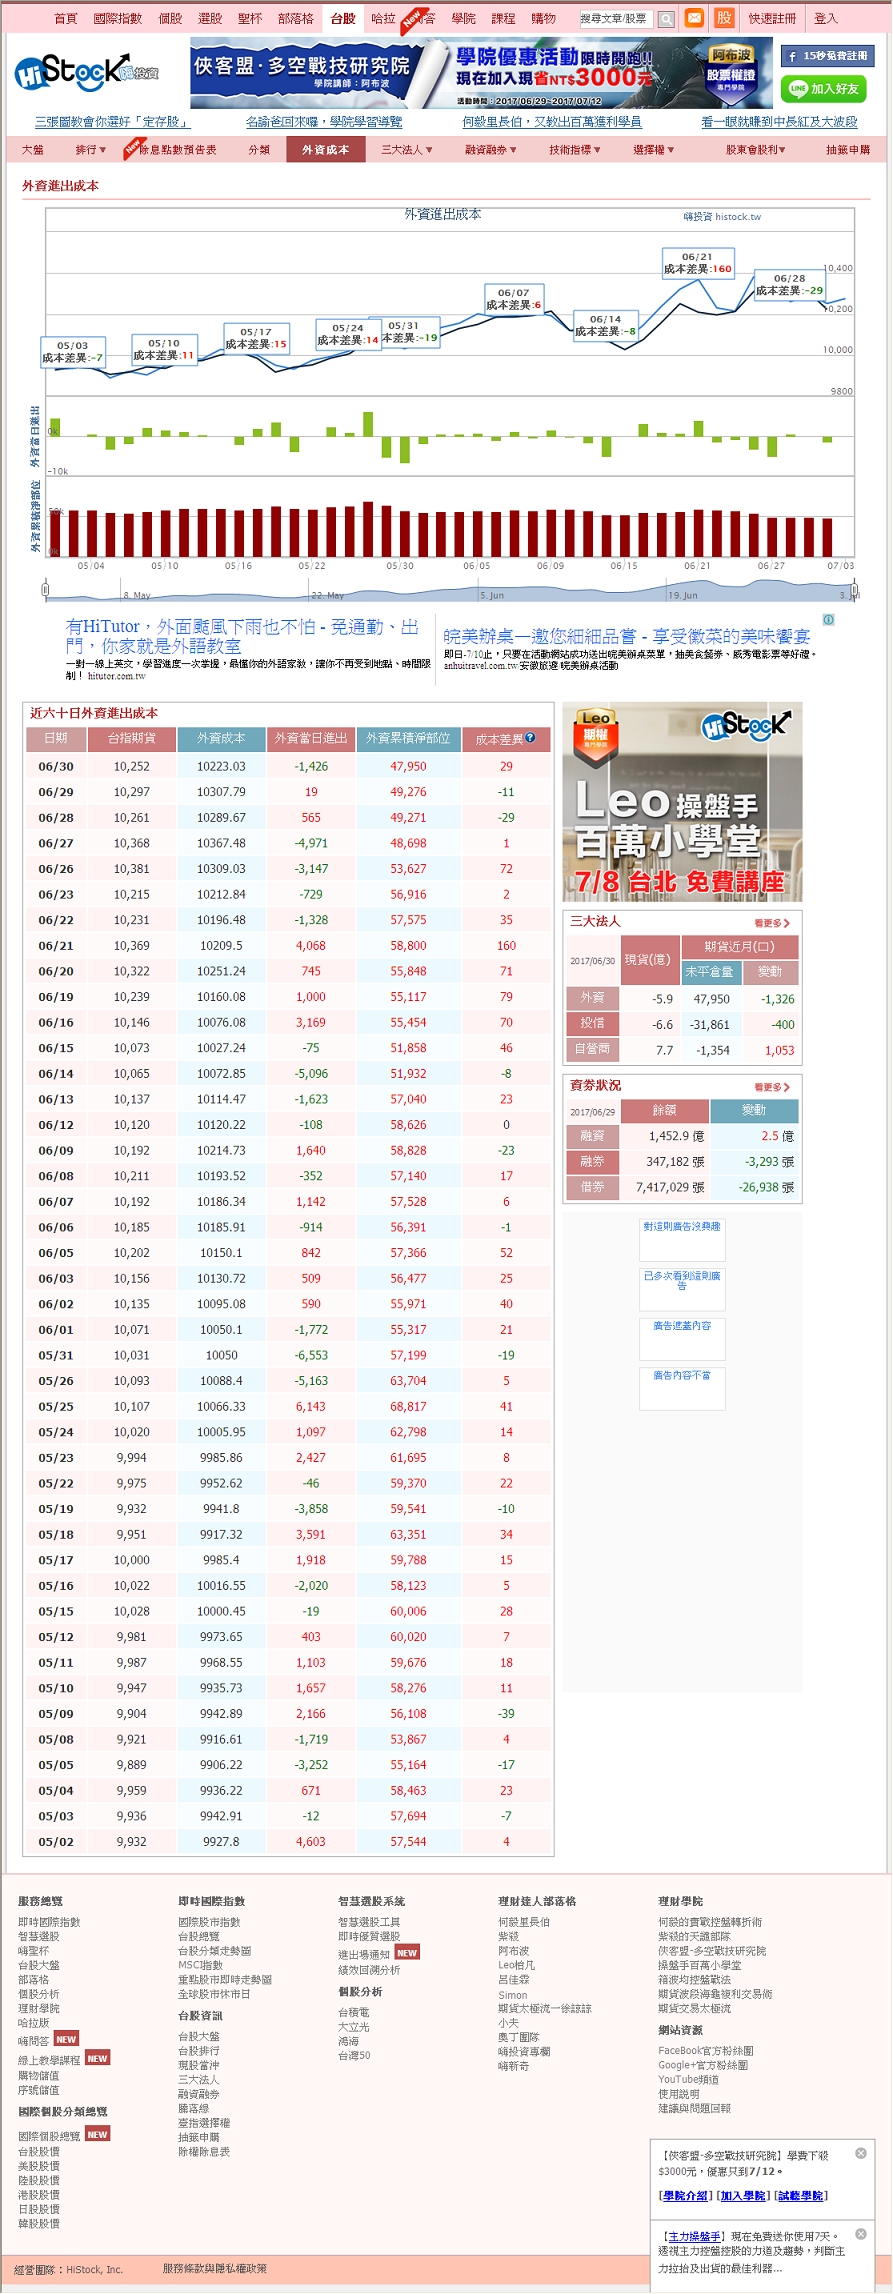 首頁 國際指數 個股 選股 聖杯 部落格 台股 哈拉 New 學院 課程 購物 搜尋文章/股票 股 快速註冊 登入
HiStock 嗨投資
俠客盟·多空戰技研究院
學院講師：阿布波
學院優惠活動限時開跑!!
現在加入現省NT$3000元
活動時間：2017/06/29~2017/07/12
阿布波
股票權證
專門學院
f 15秒免費註冊
LINE 加入好友
三張圖教會你選好「定存股」 名諭爸回來囉，學院學習導覽 何毅里長伯，又教出百萬獲利學員 看一眼就賺到中長紅及大波段
大盤 排行▼ New 除息點數預告表 分類 外資成本 三大法人▼ 融資融券▼ 技術指標▼ 選擇權▼ 股東會股利▼ 抽籤申購
外資進出成本
外資進出成本
嗨投資 histock.tw
10,400
10,200
10,000
9800
05/03
成本差異:-7
05/10
成本差異:11
05/17
成本差異:15
05/24
成本差異:14
05/31
成本差異:-19
06/07
成本差異:6
06/14
成本差異:-8
06/21
成本差異:160
06/28
成本差異:-29
外資當日進出
0k
-10k
外資累積淨部位
50k
0k
05/04 05/10 05/16 05/22 05/30 06/05 06/09 06/15 06/21 06/27 07/03
8. May 22. May 5. Jun 19. Jun 3. Jul
有HiTutor，外面颳風下雨也不怕 - 免通勤、出
門，你家就是外語教室
一對一線上英文，學習進度一次掌握，最懂你的外語家教，讓你不再受到地點、時間限
制！ hitutor.com.tw
皖美辦桌一邀您細細品嘗 - 享受徽菜的美味饗宴
即日-7/10止，只要在活動網站成功送出皖美辦桌菜單，抽美食餐券、威秀電影票等好禮。
anhuitravel.com.tw/安徽旅遊 皖美辦桌活動
近六十日外資進出成本
日期 台指期貨 外資成本 外資當日進出 外資累積淨部位 成本差異
06/30 10,252 10223.03 -1,426 47,950 29
06/29 10,297 10307.79 19 49,276 -11
06/28 10,261 10289.67 565 49,271 -29
06/27 10,368 10367.48 -4,971 48,698 1
06/26 10,381 10309.03 -3,147 53,627 72
06/23 10,215 10212.84 -729 56,916 2
06/22 10,231 10196.48 -1,328 57,575 35
06/21 10,369 10209.5 4,068 58,800 160
06/20 10,322 10251.24 745 55,848 71
06/19 10,239 10160.08 1,000 55,117 79
06/16 10,146 10076.08 3,169 55,454 70
06/15 10,073 10027.24 -75 51,858 46
06/14 10,065 10072.85 -5,096 51,932 -8
06/13 10,137 10114.47 -1,623 57,040 23
06/12 10,120 10120.22 -108 58,626 0
06/09 10,192 10214.73 1,640 58,828 -23
06/08 10,211 10193.52 -352 57,140 17
06/07 10,192 10186.34 1,142 57,528 6
06/06 10,185 10185.91 -914 56,391 -1
06/05 10,202 10150.1 842 57,366 52
06/03 10,156 10130.72 509 56,477 25
06/02 10,135 10095.08 590 55,971 40
06/01 10,071 10050.1 -1,772 55,317 21
05/31 10,031 10050 -6,553 57,199 -19
05/26 10,093 10088.4 -5,163 63,704 5
05/25 10,107 10066.33 6,143 68,817 41
05/24 10,020 10005.95 1,097 62,798 14
05/23 9,994 9985.86 2,427 61,695 8
05/22 9,975 9952.62 -46 59,370 22
05/19 9,932 9941.8 -3,858 59,541 -10
05/18 9,951 9917.32 3,591 63,351 34
05/17 10,000 9985.4 1,918 59,788 15
05/16 10,022 10016.55 -2,020 58,123 5
05/15 10,028 10000.45 -19 60,006 28
05/12 9,981 9973.65 403 60,020 7
05/11 9,987 9968.55 1,103 59,676 18
05/10 9,947 9935.73 1,657 58,276 11
05/09 9,904 9942.89 2,166 56,108 -39
05/08 9,921 9916.61 -1,719 53,867 4
05/05 9,889 9906.22 -3,252 55,164 -17
05/04 9,959 9936.22 671 58,463 23
05/03 9,936 9942.91 -12 57,694 -7
05/02 9,932 9927.8 4,603 57,544 4
Leo
期權
專門學院
HiStock
Leo 操盤手
百萬小學堂
7/8 台北 免費講座
三大法人 看更多
2017/06/30 現貨(億) 期貨近月(口)
未平倉量 變動
外資 -5.9 47,950 -1,326
投信 -6.6 -31,861 -400
自營商 7.7 -1,354 1,053
資券狀況 看更多
2017/06/29 餘額 變動
融資 1,452.9 億 2.5 億
融券 347,182 張 -3,293 張
借券 7,417,029 張 -26,938 張
對這則廣告沒興趣
已多次看到這則廣
告
廣告遮蓋內容
廣告內容不當
服務總覽
即時國際指數
智慧選股
嗨聖杯
台股大盤
部落格
個股分析
理財學院
哈拉版
嗨問答 NEW
線上教學課程 NEW
購物儲值
序號儲值
國際個股分類總覽
國際個股總覽 NEW
台股股價
美股股價
陸股股價
港股股價
日股股價
韓股股價
即時國際指數
國際股市指數
台股總覽
台股分類走勢圖
MSCI指數
重點股市即時走勢圖
全球股市休市日
台股資訊
台股大盤
台股排行
現股當沖
三大法人
融資融券
騰落線
臺指選擇權
抽籤申購
除權除息表
智慧選股系統
智慧選股工具
即時優質選股
進出場通知 NEW
績效回測分析
個股分析
台積電
大立光
鴻海
台灣50
理財達人部落格
何毅里長伯
紫殺
阿布波
Leo檜凡
呂佳霖
Simon
期貨太極流一徐諒諒
小夫
奧丁團隊
嗨投資專欄
嗨新奇
理財學院
何毅的實戰控盤轉折術
紫殺的天譴部隊
俠客盟-多空戰技研究院
操盤手百萬小學堂
箱波均控盤戰法
期貨波段海龜複利交易術
期貨交易太極流
網站資源
FaceBook官方粉絲團
Google+官方粉絲團
YouTube頻道
使用說明
建議與問題回報
【俠客盟-多空戰技研究院】學費下殺
$3000元，優惠只到7/12。
[學院介紹] [加入學院] [試聽學院]
【主力操盤手】現在免費送你使用7天。
透視主力控盤控股的力道及趨勢，判斷主
力拉抬及出貨的最佳利器...
經營團隊：HiStock, Inc. 服務條款與隱私權政策